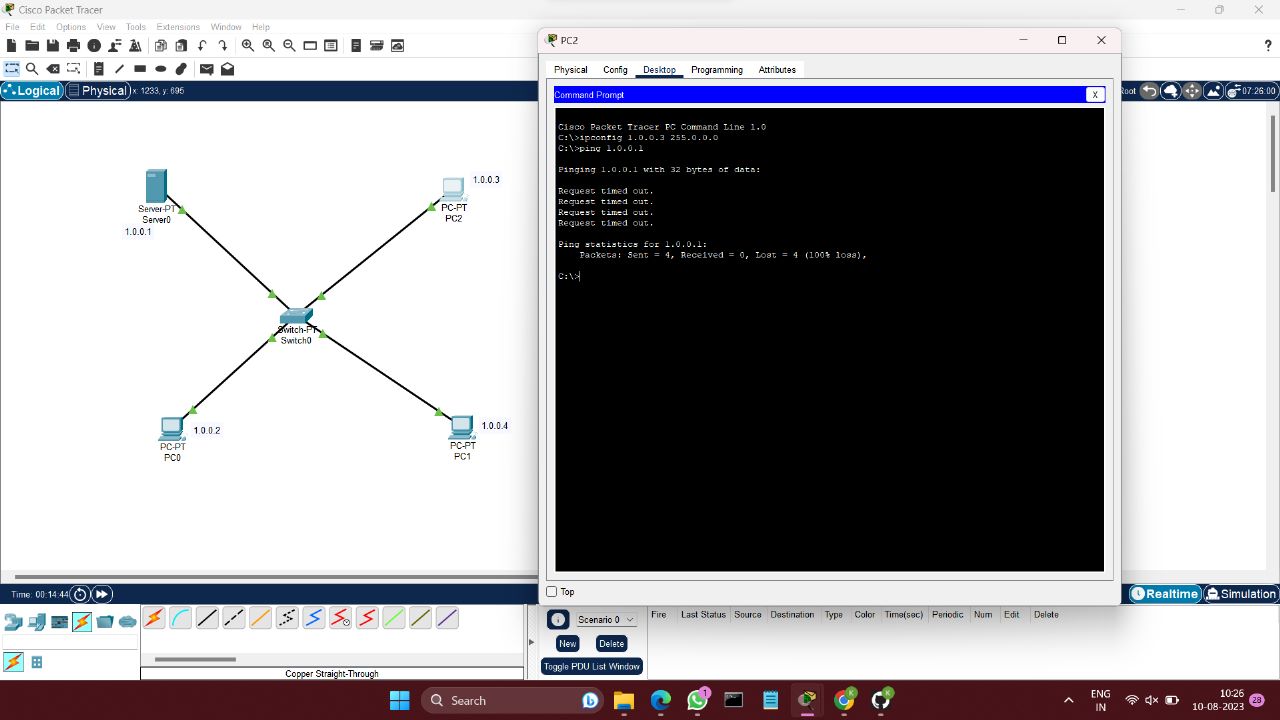 Cisco Packet Tracer
File Edit Options View Tools Extensions Window Help
?
Logical Physical x: 1233, y: 695
Root 07:26:00
1.0.0.3
Server-PT
Server0
1.0.0.1
PC-PT
PC2
Switch-PT
Switch0
1.0.0.2
PC-PT
PC0
1.0.0.4
PC-PT
PC1
PC2
Physical Config Desktop Programming Attributes
Command Prompt X
Cisco Packet Tracer PC Command Line 1.0
C:\>ipconfig 1.0.0.3 255.0.0.0
C:\>ping 1.0.0.1
Pinging 1.0.0.1 with 32 bytes of data:
Request timed out.
Request timed out.
Request timed out.
Request timed out.
Ping statistics for 1.0.0.1:
Packets: Sent = 4, Received = 0, Lost = 4 (100% loss),
C:\>
Top
Time: 00:14:44
Realtime Simulation
Scenario 0
New Delete
Toggle PDU List Window
Fire Last Status Source Destination Type Color Time(sec) Periodic Num Edit Delete
Copper Straight-Through
Search
1
K
K
ENG
IN
10:26
10-08-2023
28